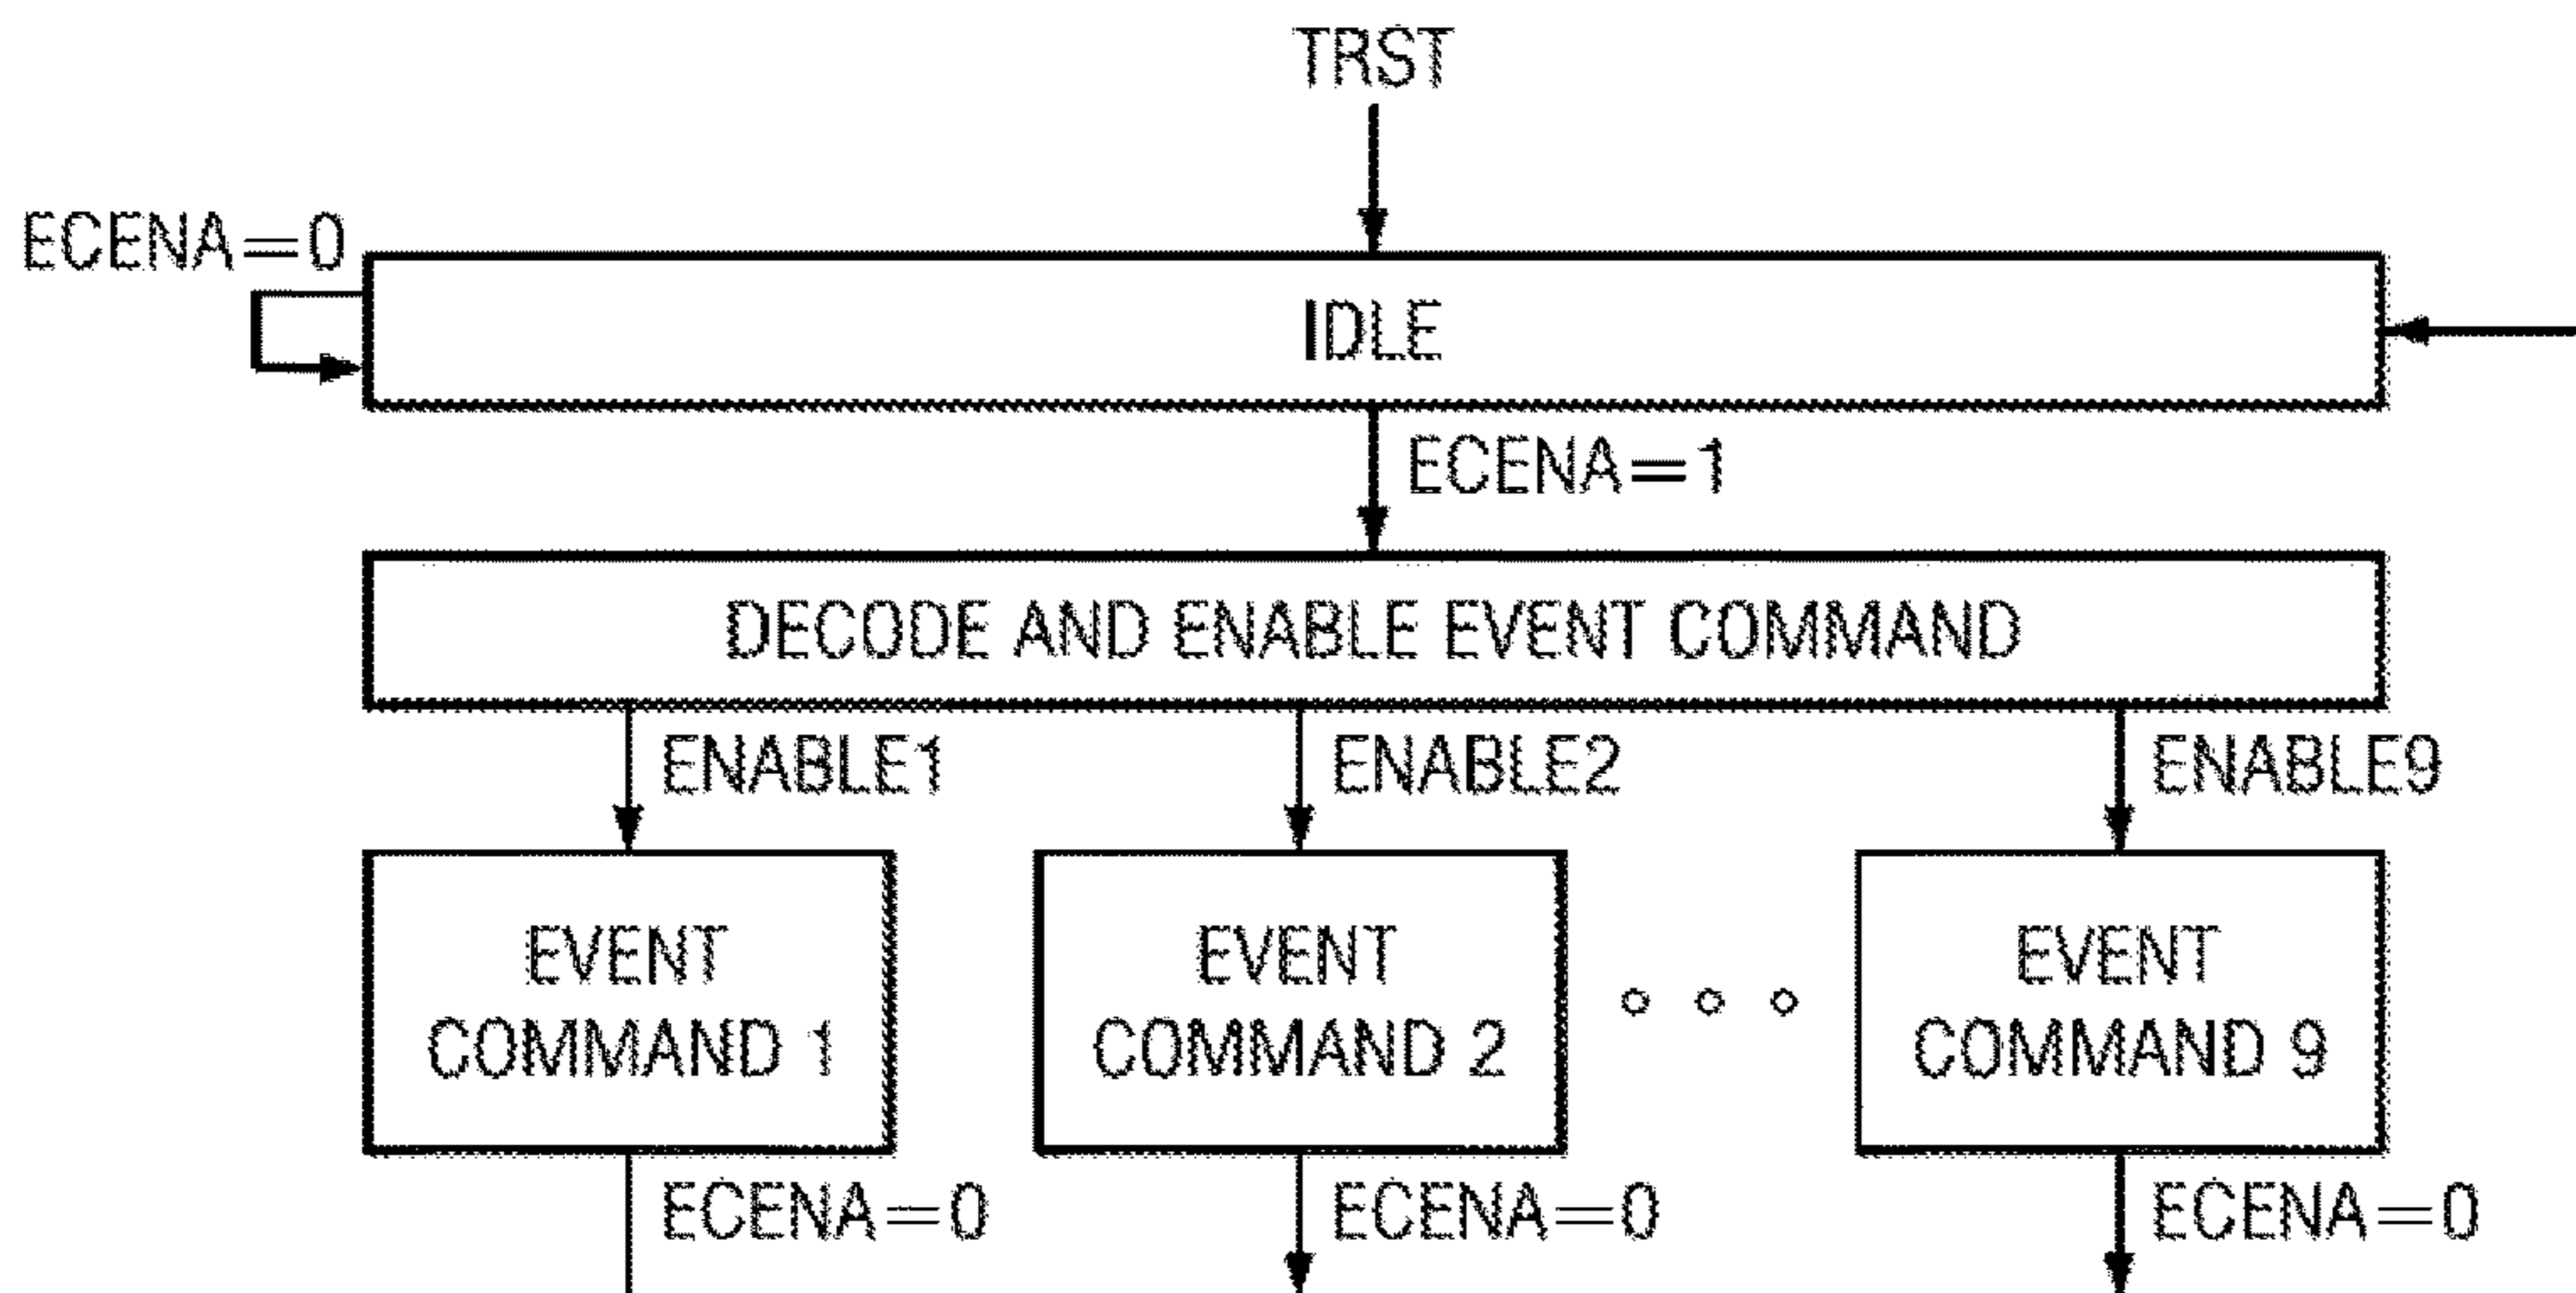 TRST
ECENA=0
IDLE
ECENA=1
DECODE AND ENABLE EVENT COMMAND
ENABLE1
ENABLE2
ENABLE9
EVENT
COMMAND 1
EVENT
COMMAND 2
EVENT
COMMAND 9
ECENA=0
ECENA=0
ECENA=0